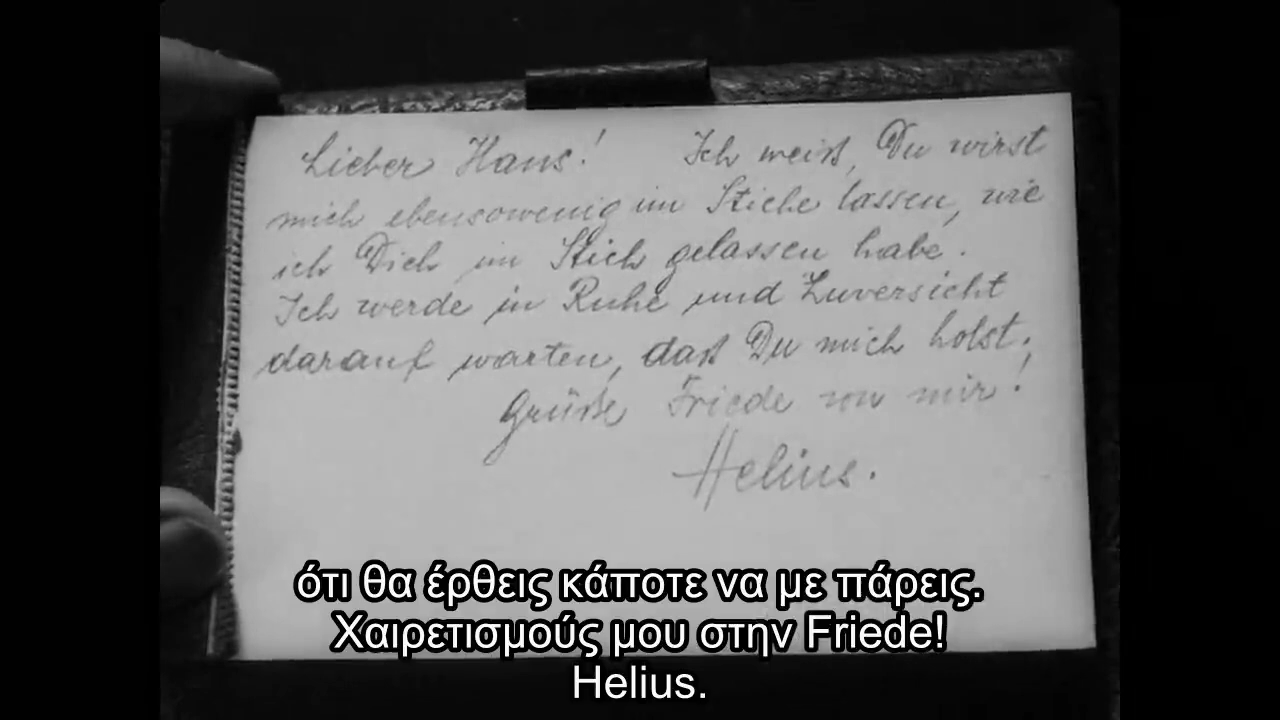 Lieber Hans! Ich weiß, Du wirst
mich ebensowenig im Stiche lassen, wie
ich Dich im Stich gelassen habe.
Ich werde in Ruhe und Zuversicht
darauf warten, daß Du mich holst.
Grüße Friede von mir!
Helius.
ότι θα έρθεις κάποτε να με πάρεις.
Χαιρετισμούς μου στην Friede!
Helius.